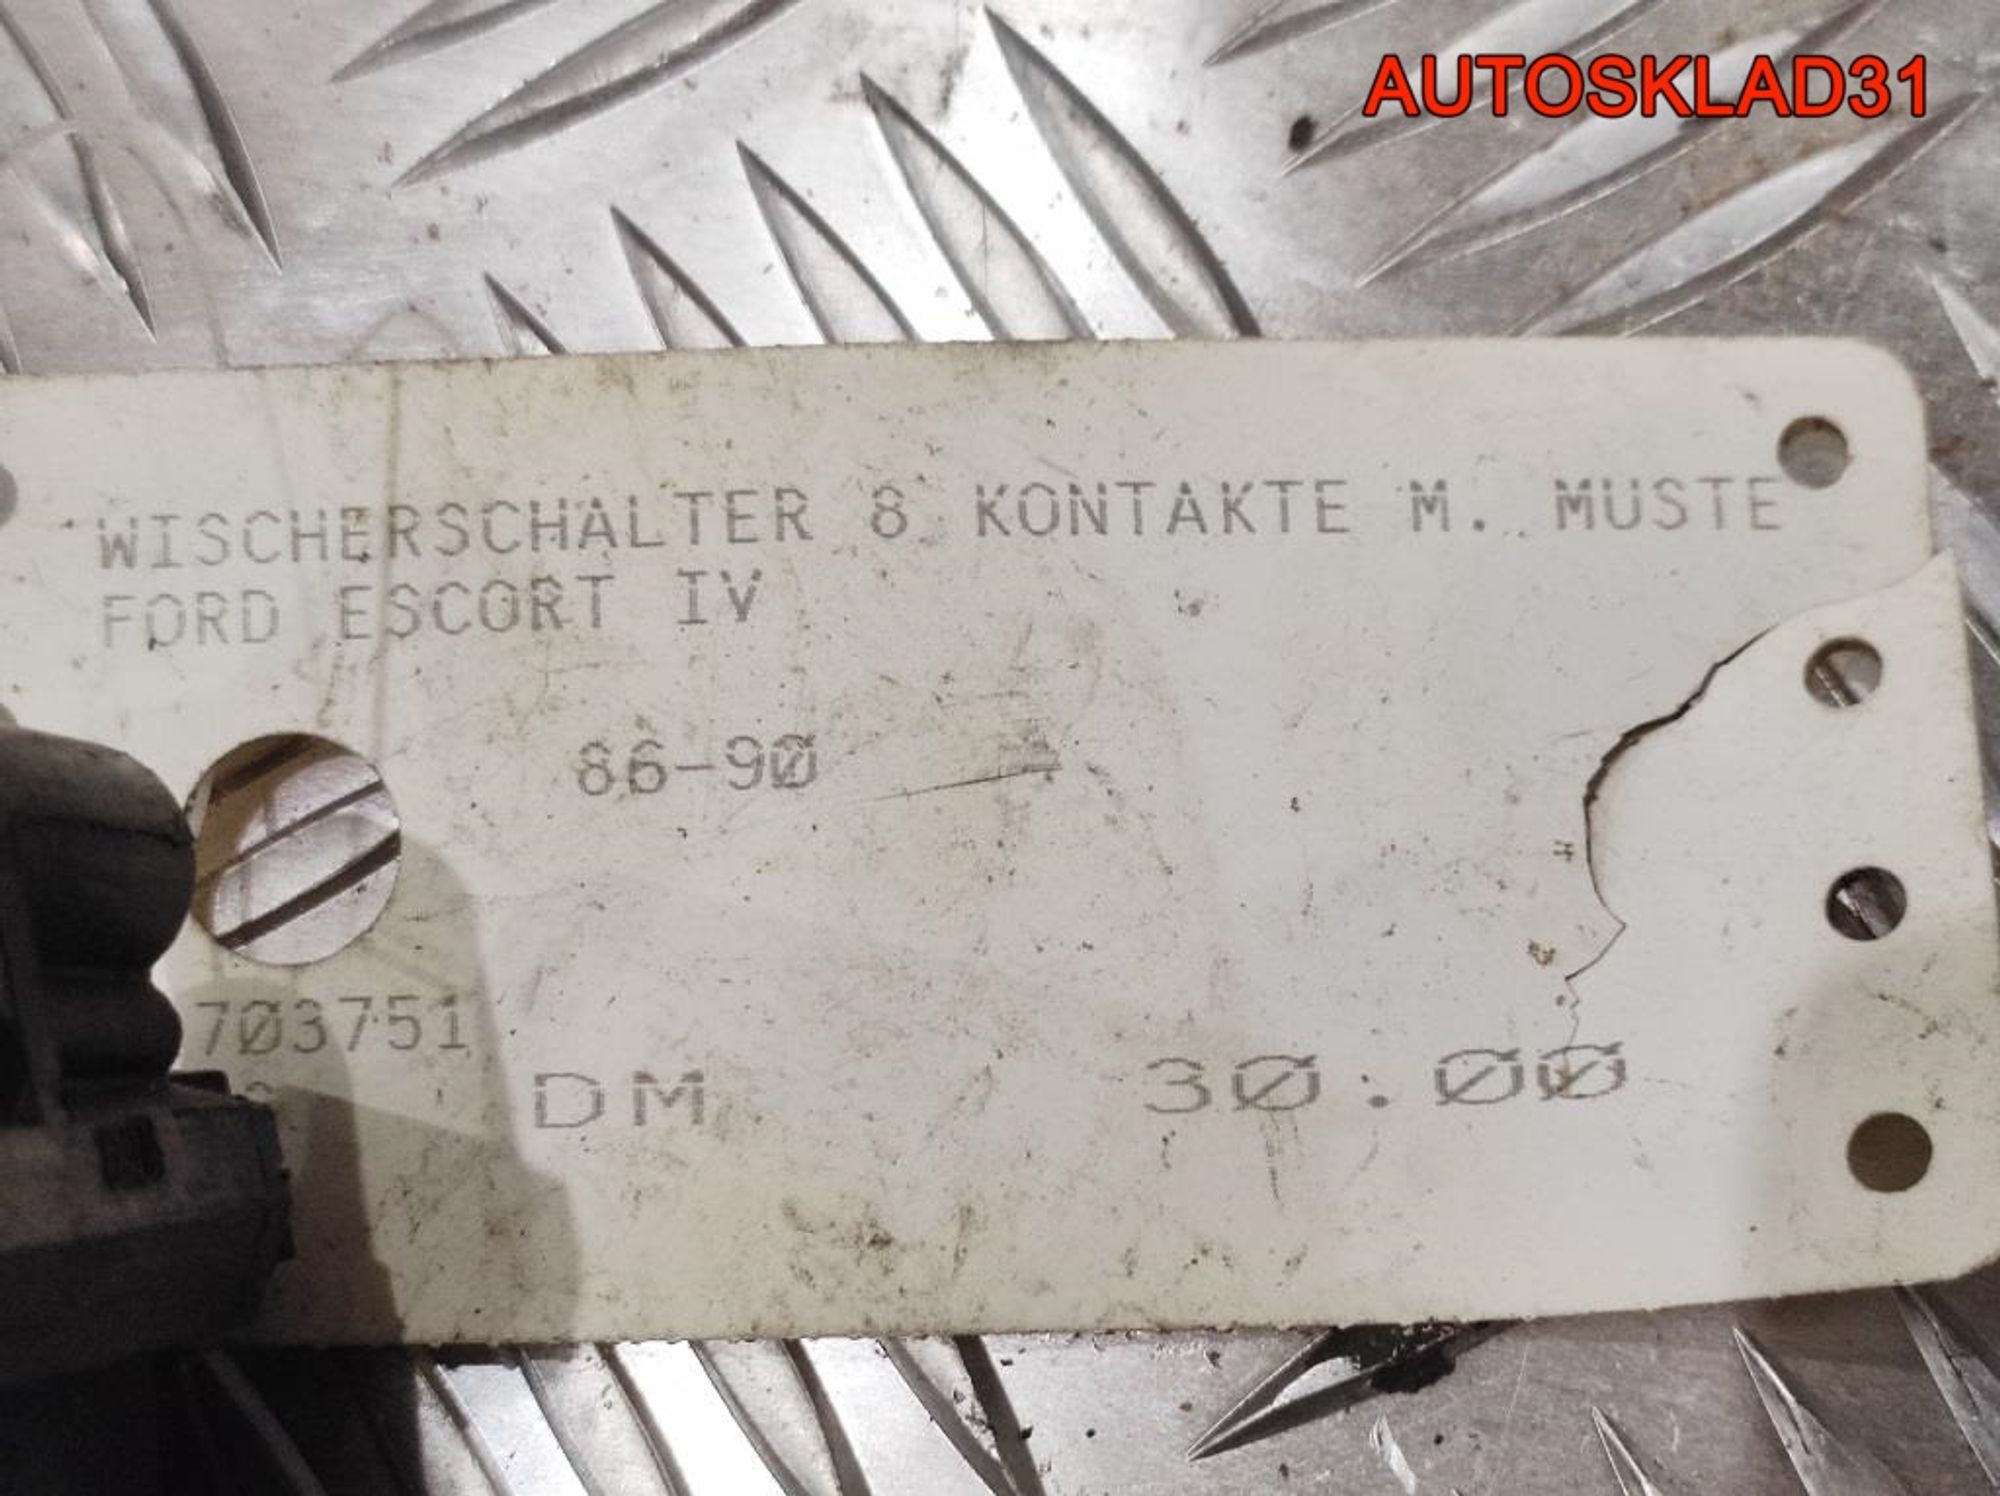 AUTOSKLAD31
WISCHERSCHALTER 8 KONTAKTE M. MUSTE
FORD ESCORT IV
86-90
703751
DM 30.00